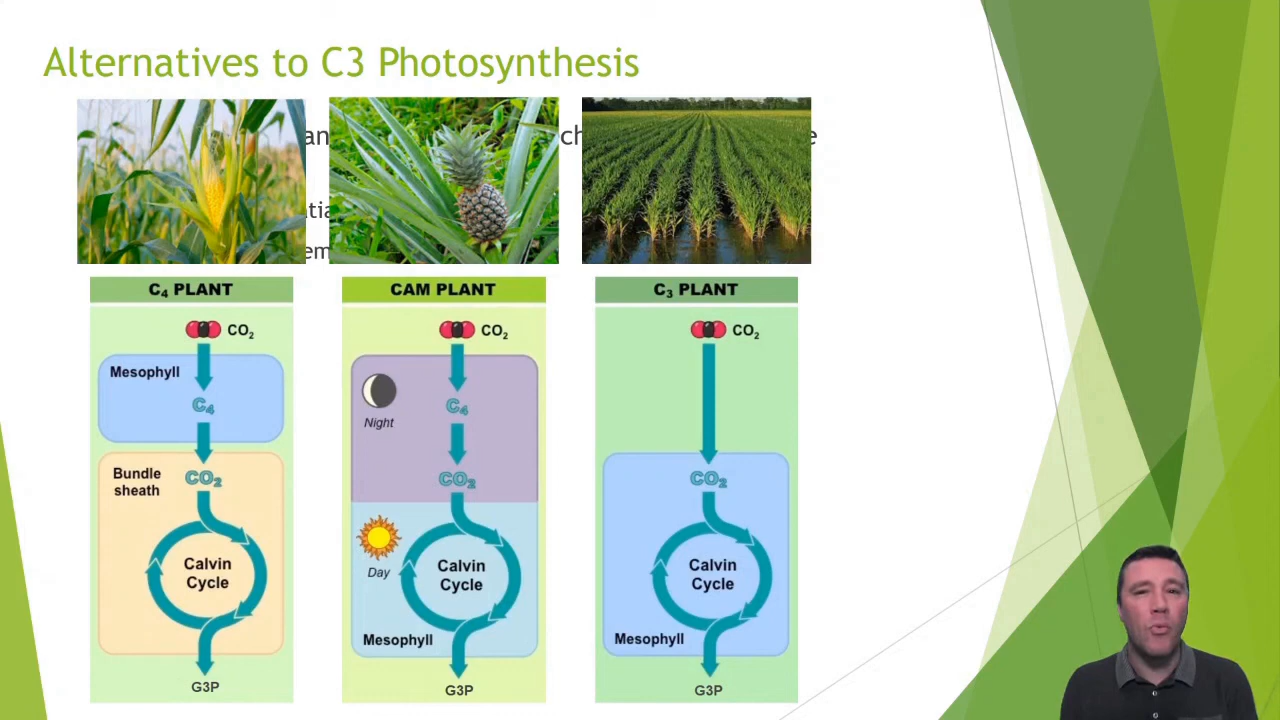 Alternatives to C3 Photosynthesis
C₄ PLANT
CO₂
Mesophyll
C₄
Bundle
sheath
CO₂
Calvin
Cycle
G3P
CAM PLANT
CO₂
Night
C₄
CO₂
Day
Calvin
Cycle
Mesophyll
G3P
C₃ PLANT
CO₂
CO₂
Calvin
Cycle
Mesophyll
G3P